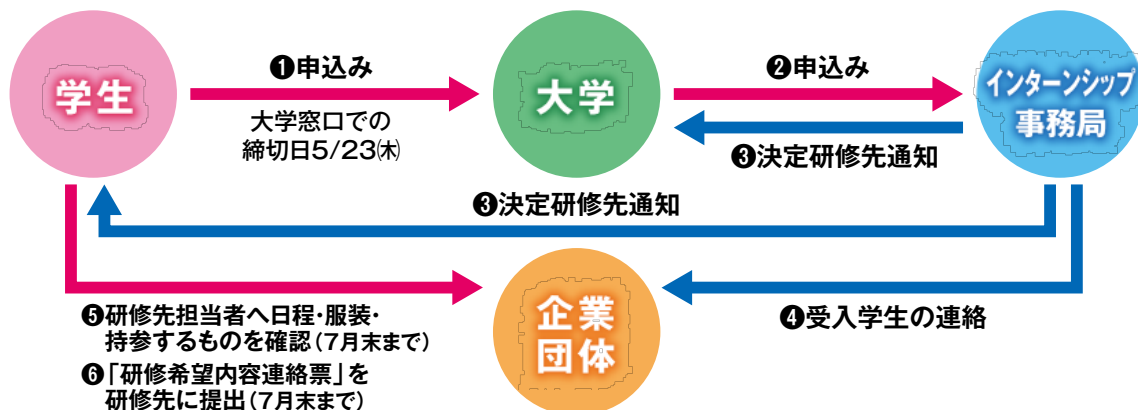 学生
❶申込み
大学窓口での
締切日5/23㈭
大学
❷申込み
インターンシップ
事務局
❸決定研修先通知
❸決定研修先通知
❺研修先担当者へ日程・服装・
持参するものを確認（7月末まで）
❻「研修希望内容連絡票」を
研修先に提出（7月末まで）
企業
団体
❹受入学生の連絡